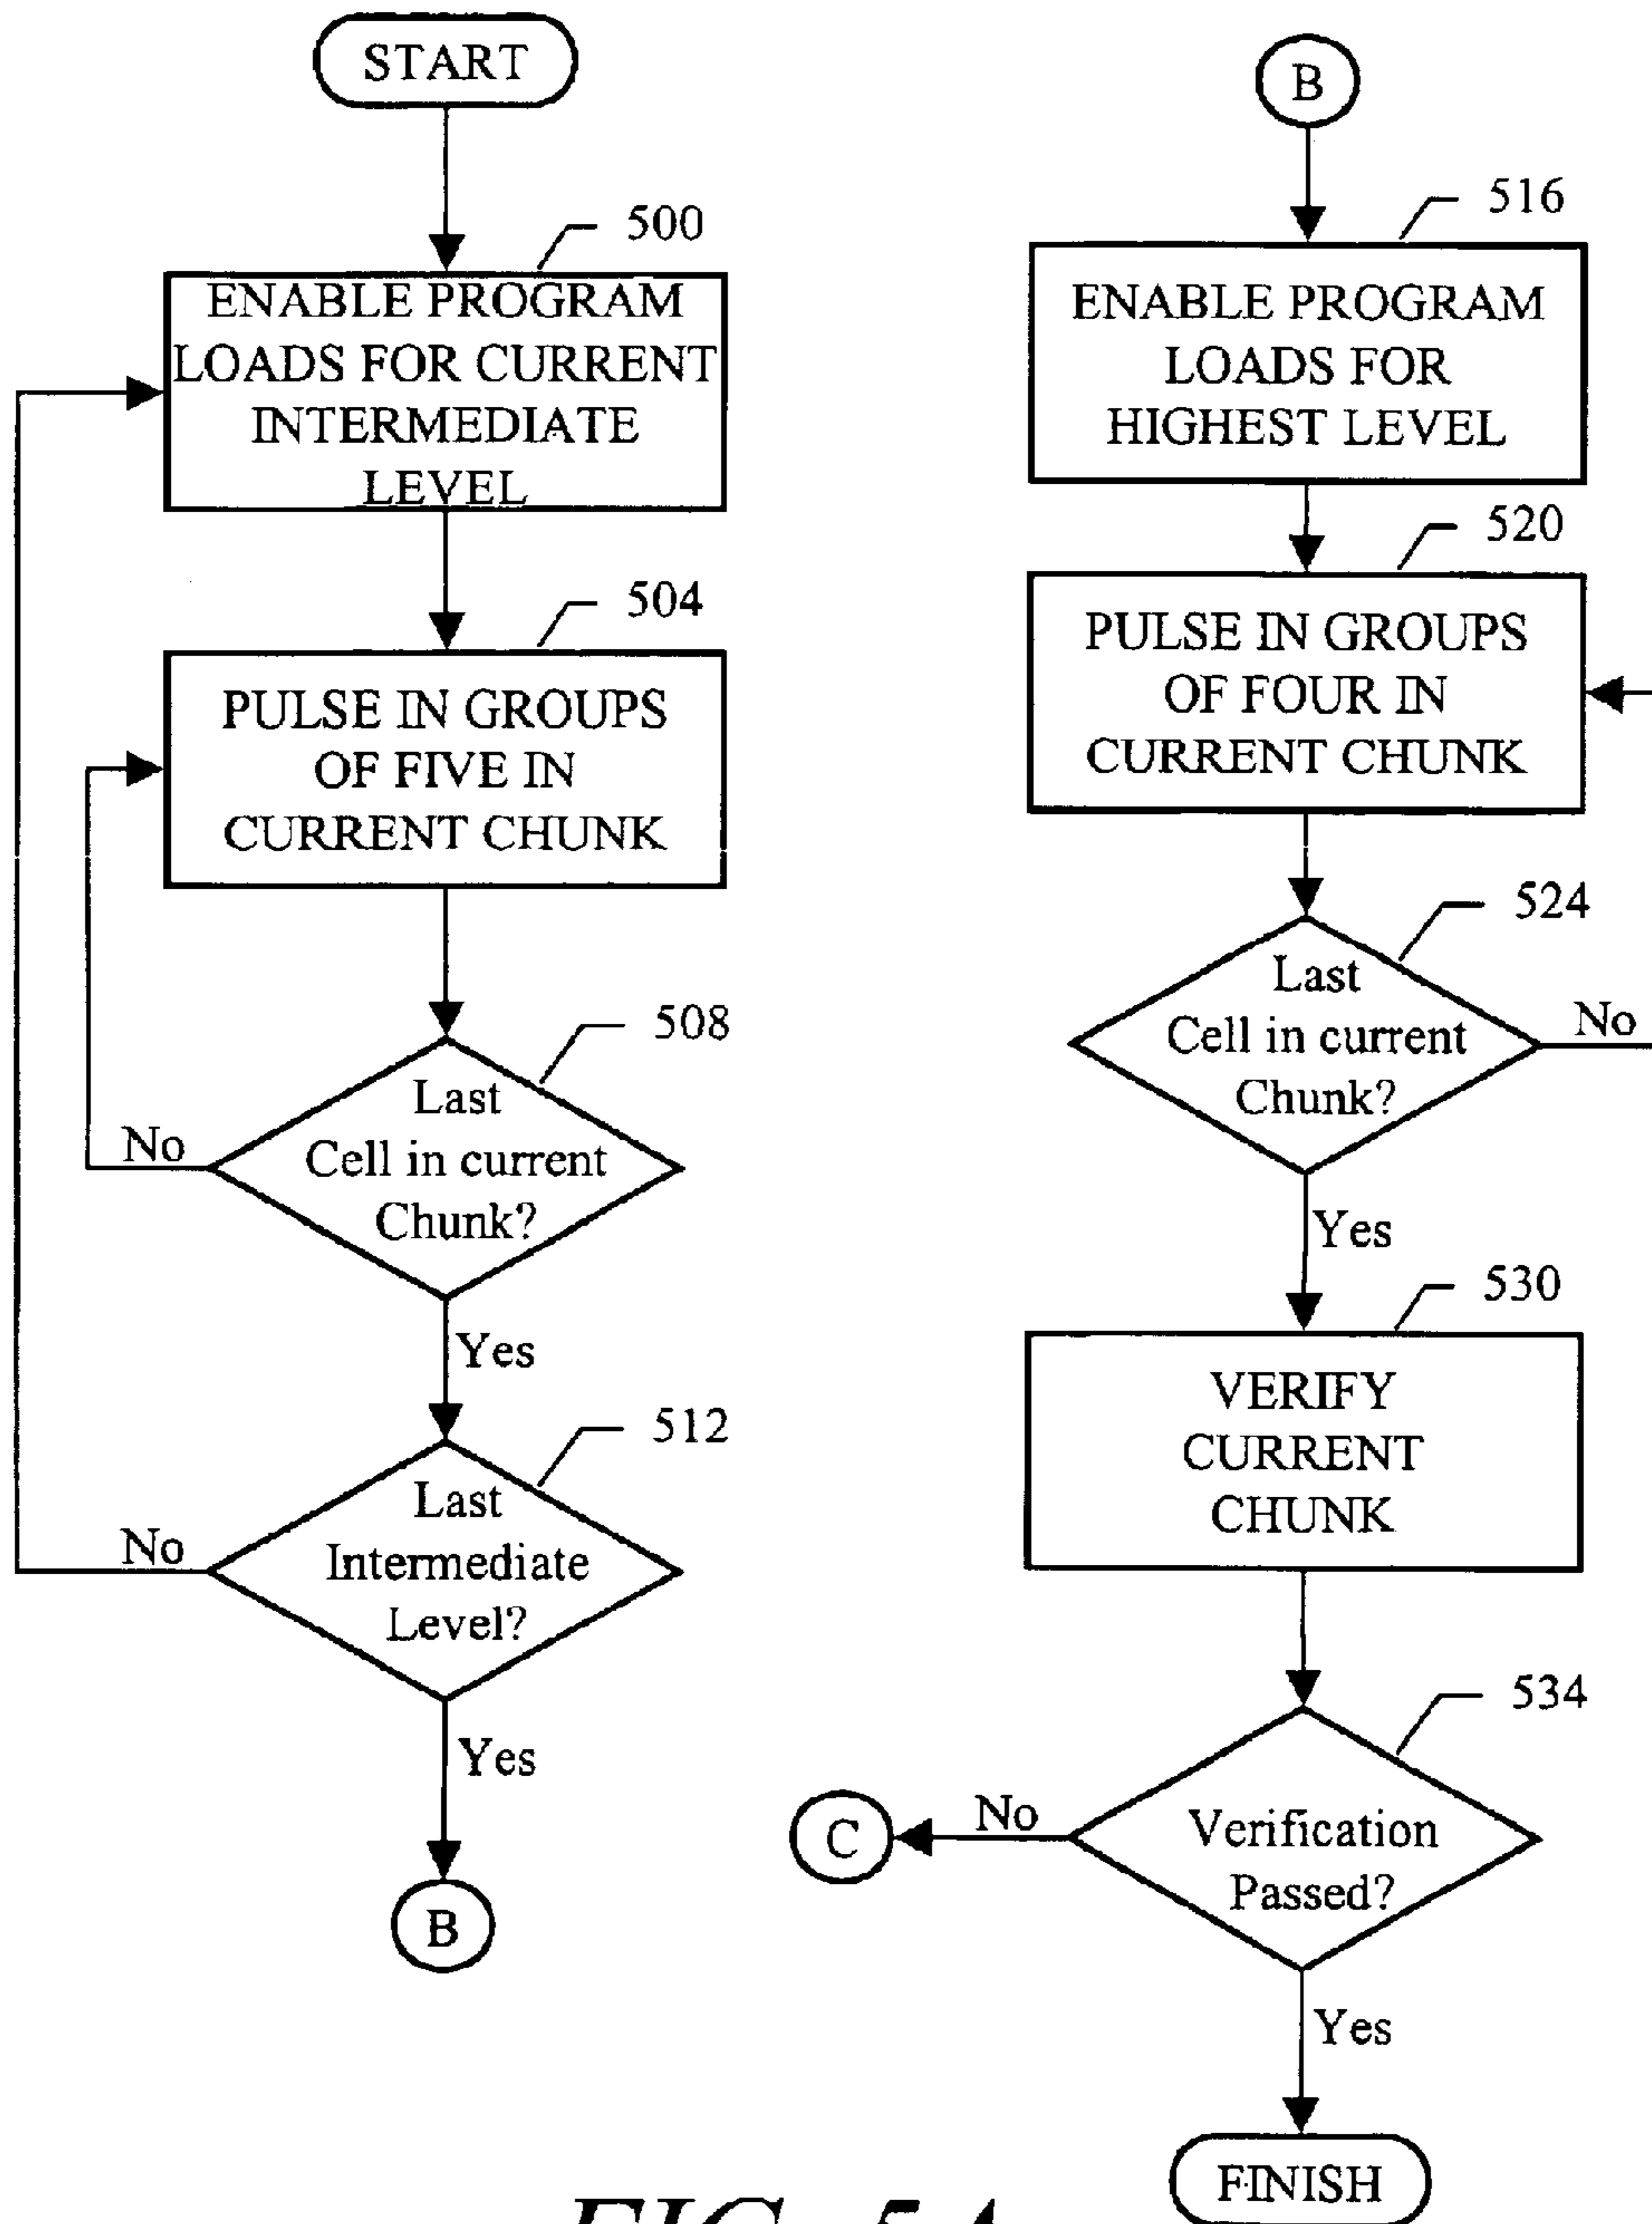 START
500
ENABLE PROGRAM
LOADS FOR CURRENT
INTERMEDIATE
LEVEL
504
PULSE IN GROUPS
OF FIVE IN
CURRENT CHUNK
508
Last
Cell in current
Chunk?
No
Yes
512
Last
Intermediate
Level?
No
Yes
B
B
516
ENABLE PROGRAM
LOADS FOR
HIGHEST LEVEL
520
PULSE IN GROUPS
OF FOUR IN
CURRENT CHUNK
524
Last
Cell in current
Chunk?
No
Yes
530
VERIFY
CURRENT
CHUNK
534
Verification
Passed?
No
C
Yes
FINISH
FIG. 5A